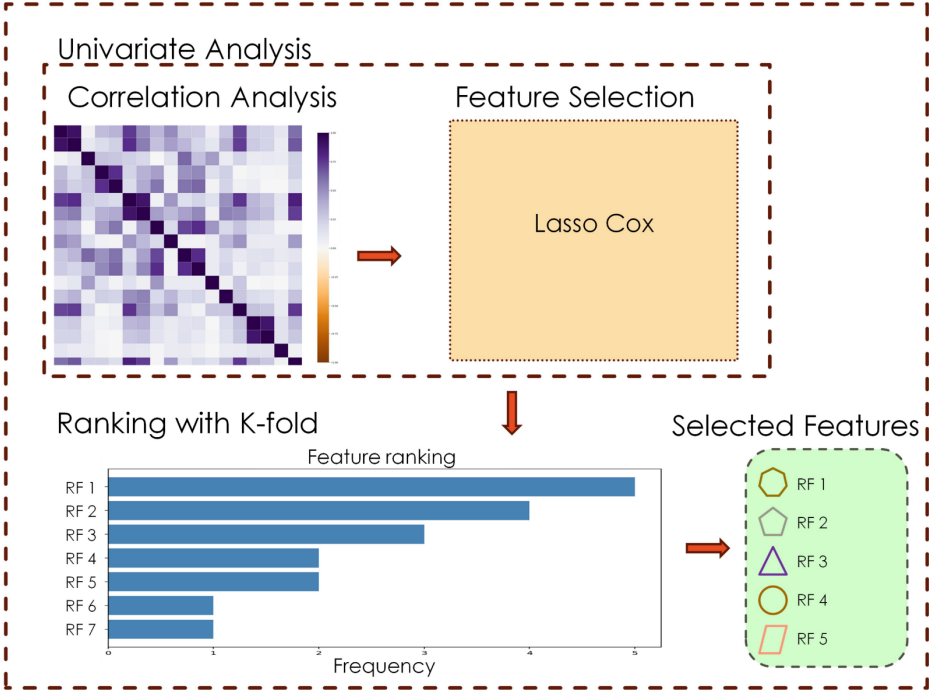 Univariate Analysis
Correlation Analysis
Feature Selection
Lasso Cox
Ranking with K-fold
Selected Features
Feature ranking
RF 1
RF 2
RF 3
RF 4
RF 5
RF 6
RF 7
0 1 2 3 4 5
Frequency
RF 1
RF 2
RF 3
RF 4
RF 5